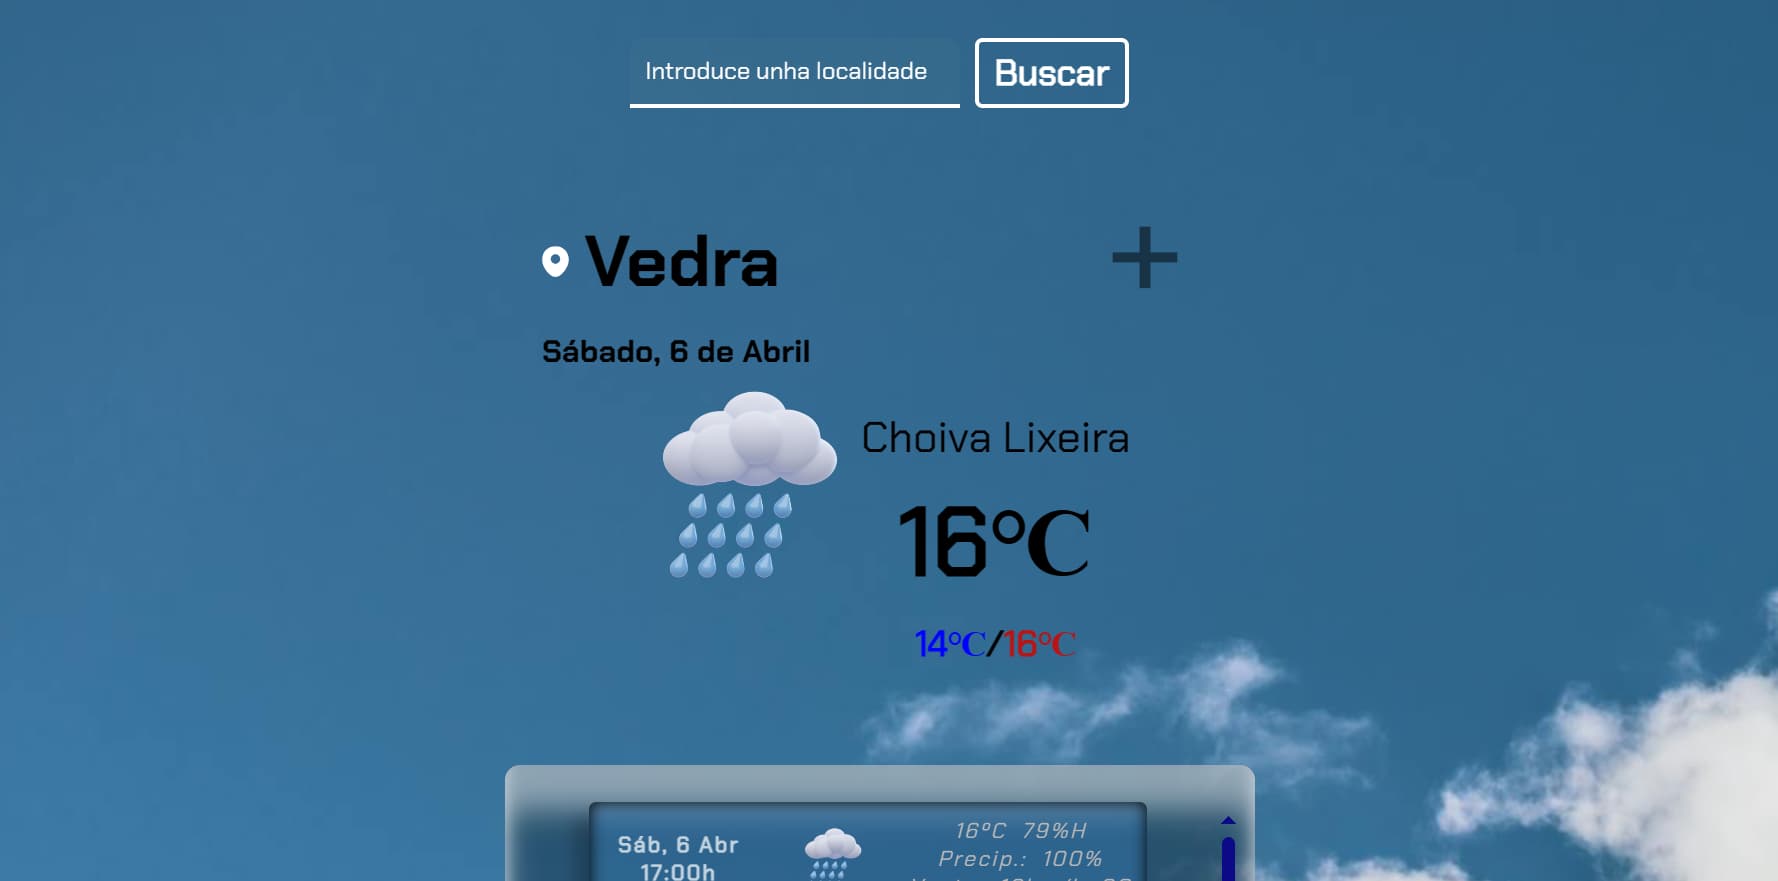 Introduce unha localidade
Buscar
Vedra
Sábado, 6 de Abril
Choiva Lixeira
16°C
14°C/16°C
Sáb, 6 Abr
17:00h
16°C 79%H
Precip.: 100%